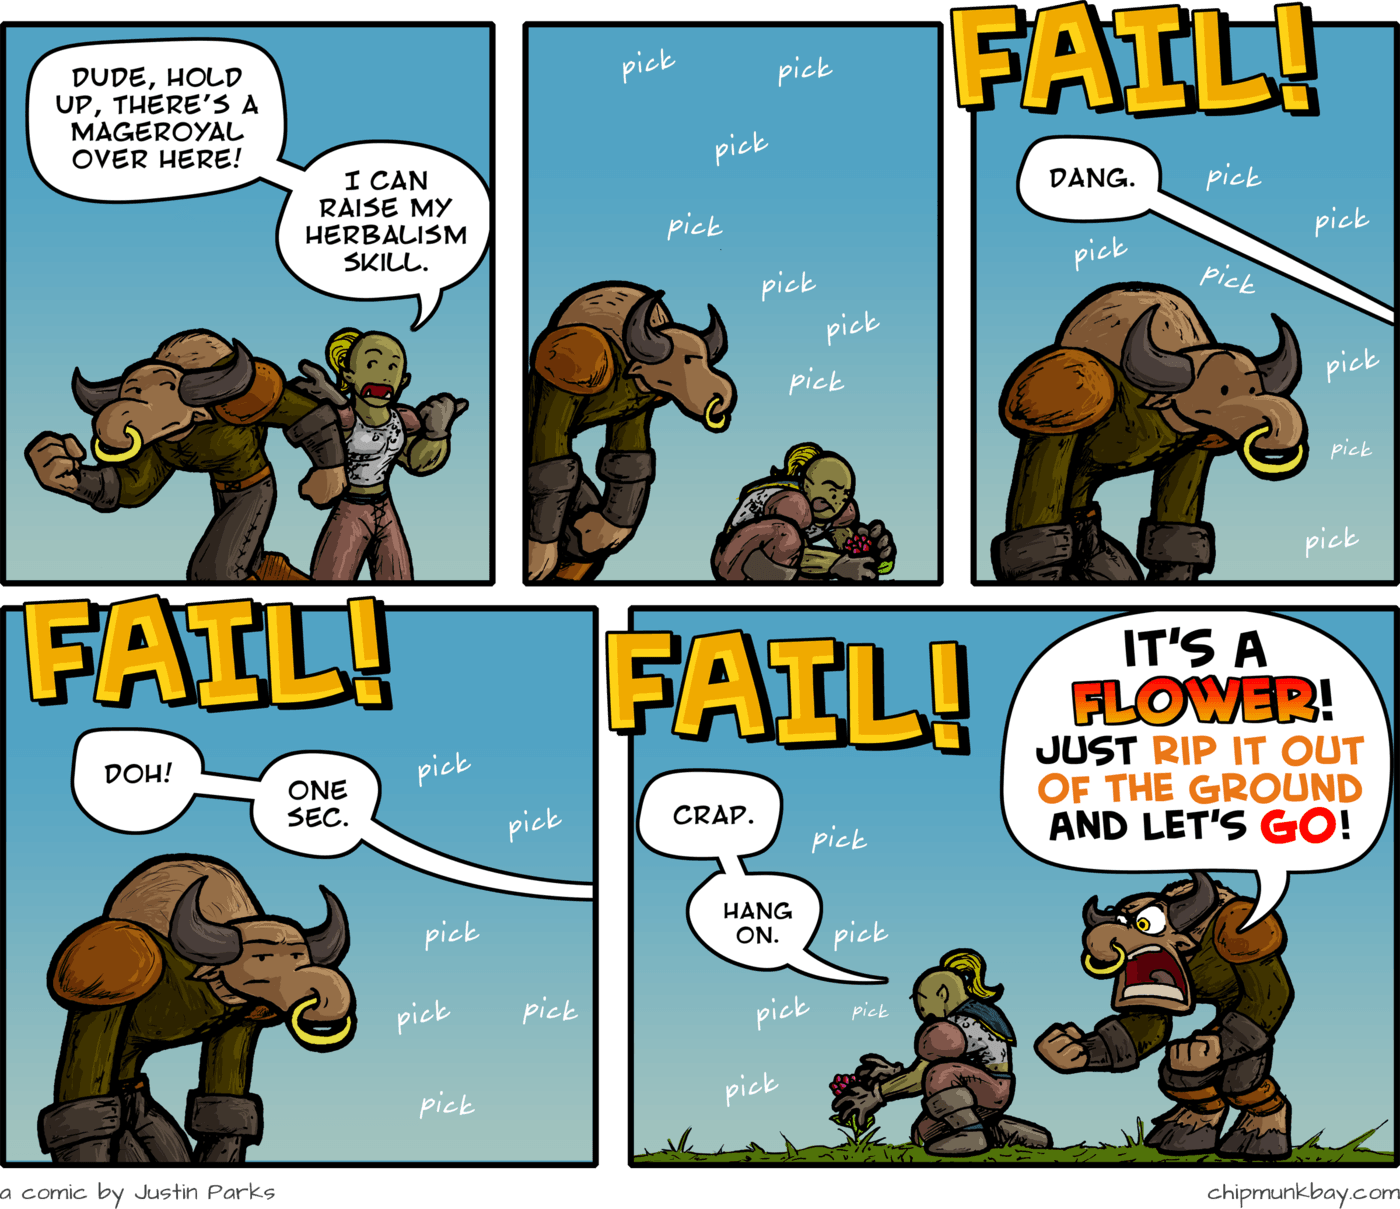 DUDE, HOLD
UP, THERE'S A
MAGEROYAL
OVER HERE!
I CAN
RAISE MY
HERBALISM
SKILL.
pick
pick
pick
pick
pick
pick
pick
FAIL!
DANG.
pick
pick
pick
pick
pick
pick
pick
FAIL!
DOH!
ONE
SEC.
pick
pick
pick
pick
pick
pick
FAIL!
CRAP.
HANG
ON.
pick
pick
pick
pick
pick
IT'S A
FLOWER!
JUST RIP IT OUT
OF THE GROUND
AND LET'S GO!
a comic by Justin Parks
chipmunkbay.com